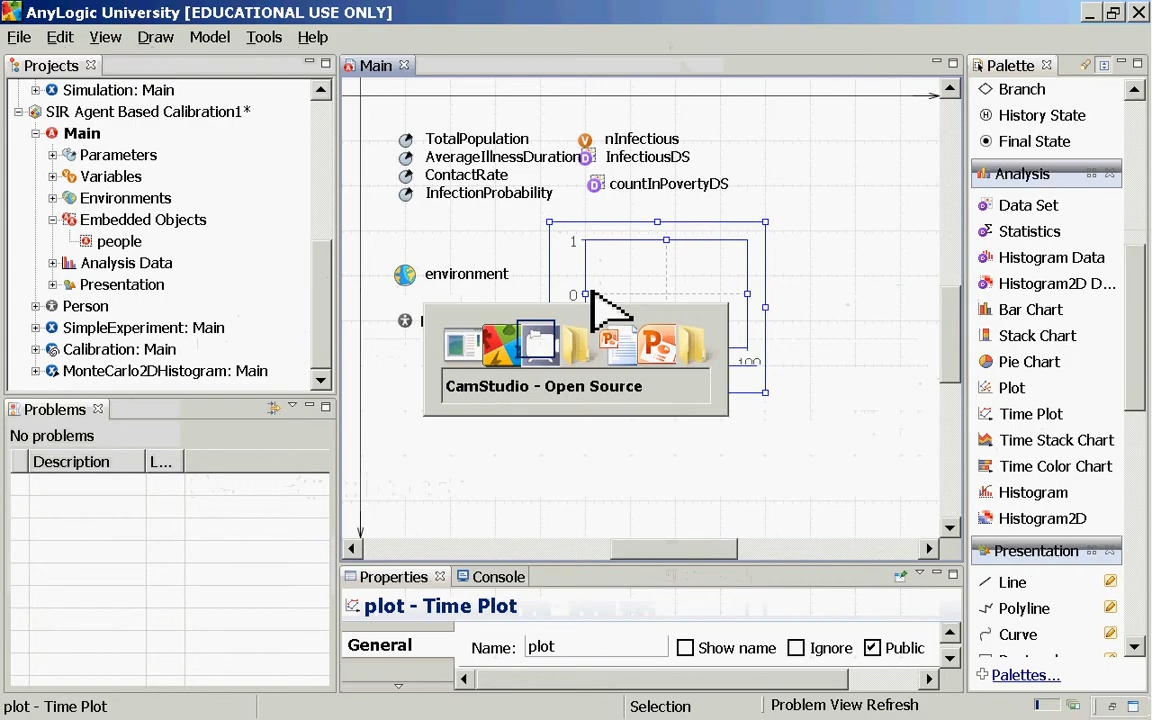 AnyLogic University [EDUCATIONAL USE ONLY]
File Edit View Draw Model Tools Help
Projects
Simulation: Main
SIR Agent Based Calibration1*
Main
Parameters
Variables
Environments
Embedded Objects
people
Analysis Data
Presentation
Person
SimpleExperiment: Main
Calibration: Main
MonteCarlo2DHistogram: Main
Problems
No problems
Description L...
Main
TotalPopulation
AverageIllnessDuration
ContactRate
InfectionProbability
nInfectious
InfectiousDS
countInPovertyDS
environment
1
0
100
CamStudio - Open Source
Properties Console
plot - Time Plot
General
Name: plot Show name Ignore Public
Palette
Branch
History State
Final State
Analysis
Data Set
Statistics
Histogram Data
Histogram2D D...
Bar Chart
Stack Chart
Pie Chart
Plot
Time Plot
Time Stack Chart
Time Color Chart
Histogram
Histogram2D
Presentation
Line
Polyline
Curve
Palettes...
plot - Time Plot Selection Problem View Refresh